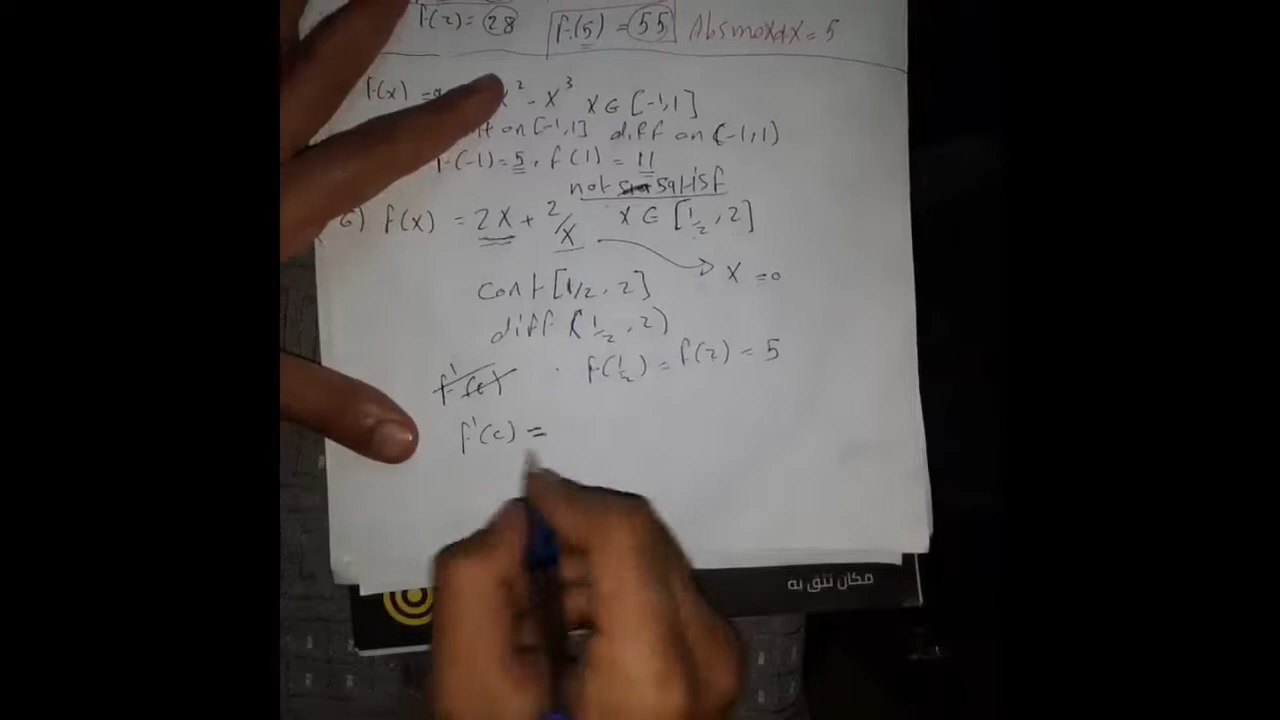 f(2) = 28 f(5) = 55 Abs max at x = 5
f(x) = x² - x³ x ∈ [-1,1]
on [-1,1] diff on (-1,1)
f(-1) = 5, f(1) = 11
not satisf
6) f(x) = 2x + 2/x x ∈ [1/2, 2]
x = 0
cont [1/2, 2]
diff (1/2, 2)
f(1/2) = f(2) = 5
f'(c) =
مكان تثق به